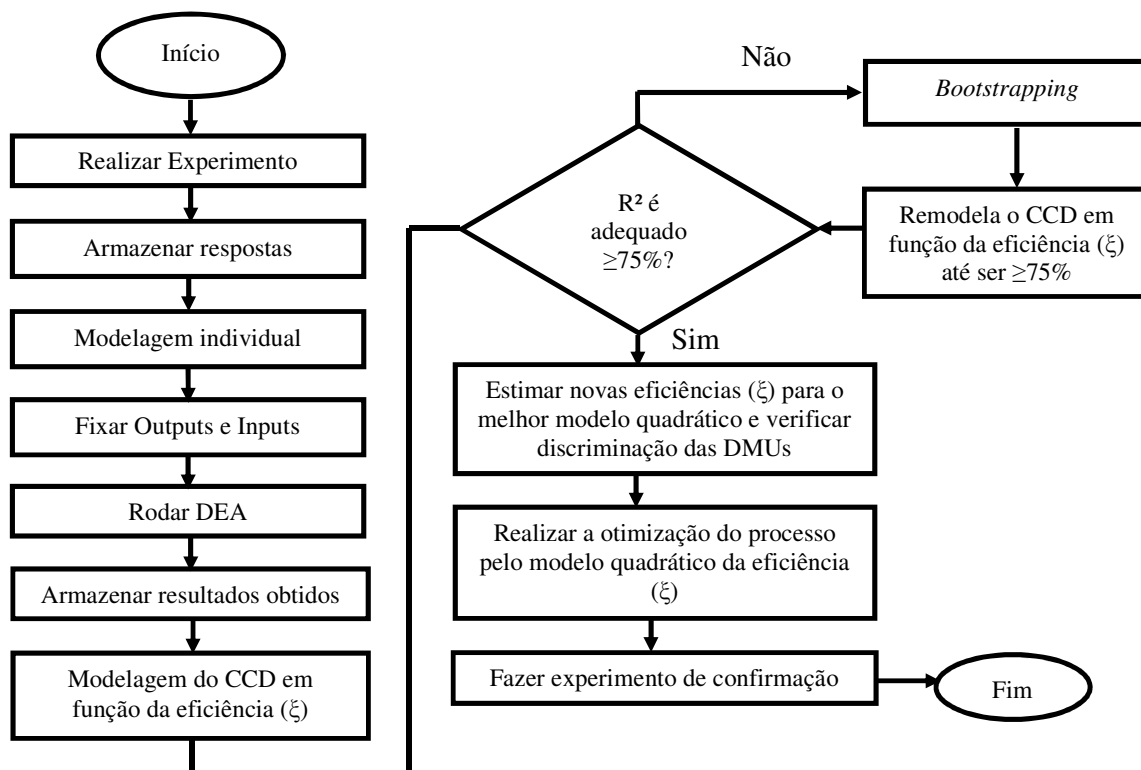 Início
Realizar Experimento
Armazenar respostas
Modelagem individual
Fixar Outputs e Inputs
Rodar DEA
Armazenar resultados obtidos
Modelagem do CCD em
função da eficiência (ξ)
Não
Bootstrapping
R² é
adequado
≥75%?
Remodela o CCD em
função da eficiência (ξ)
até ser ≥75%
Sim
Estimar novas eficiências (ξ) para o
melhor modelo quadrático e verificar
discriminação das DMUs
Realizar a otimização do processo
pelo modelo quadrático da eficiência
(ξ)
Fazer experimento de confirmação
Fim